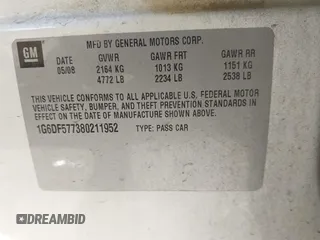 GM
MFD BY GENERAL MOTORS CORP.
05/08 GVWR GAWR FRT GAWR RR
2164 KG 1013 KG 1151 KG
4772 LB 2234 LB 2538 LB
THIS VEHICLE CONFORMS TO ALL APPLICABLE U.S. FEDERAL MOTOR
VEHICLE SAFETY, BUMPER, AND THEFT PREVENTION STANDARDS
IN EFFECT ON THE DATE OF MANUFACTURE SHOWN ABOVE.
1G6DF577380211952 TYPE: PASS CAR
DREAMBID